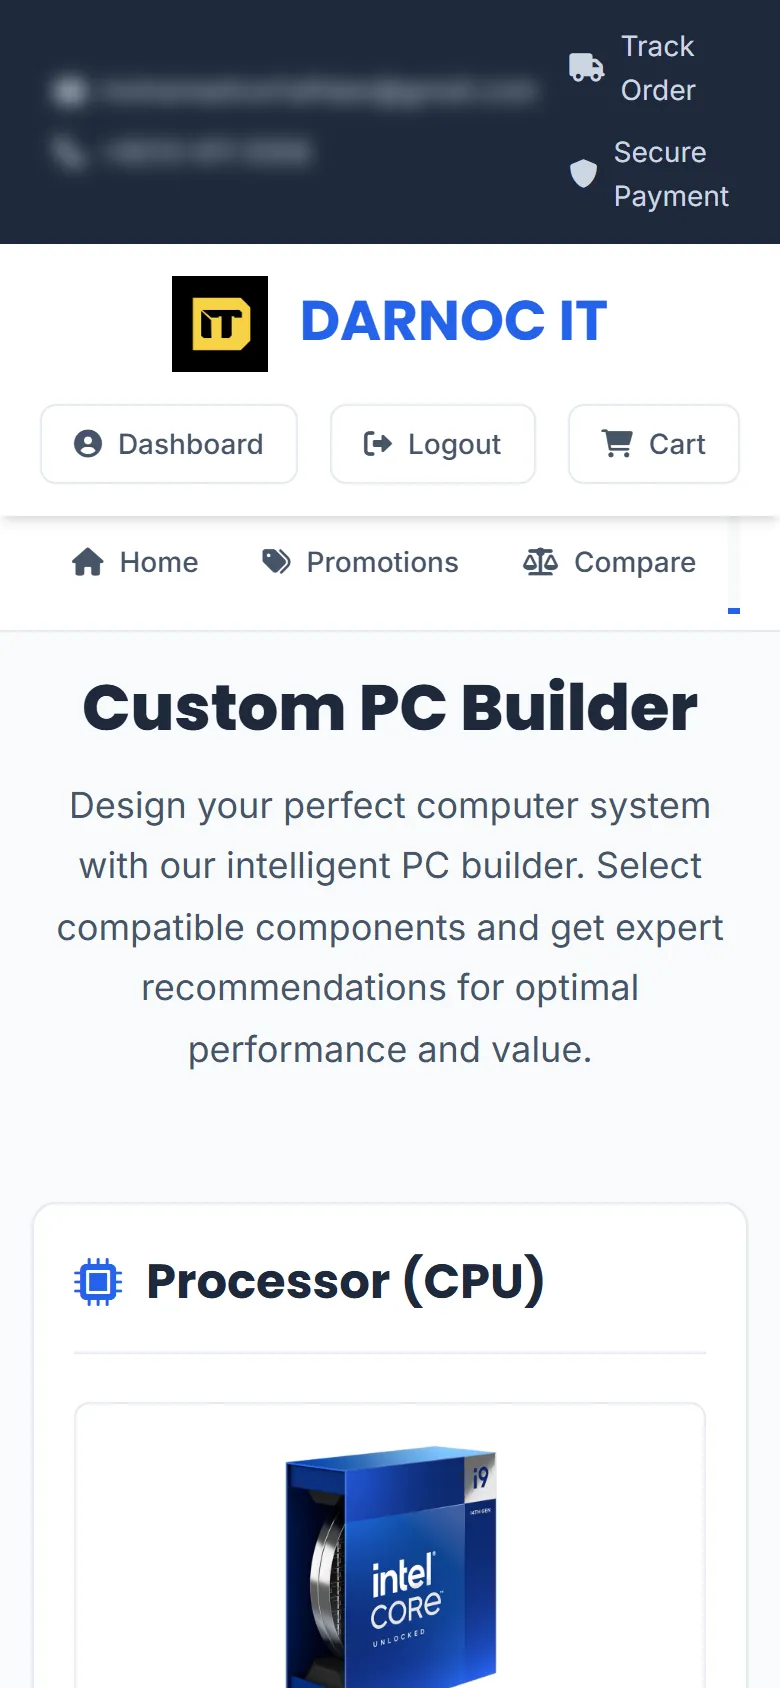 Track
Order
Secure
Payment
IT
DARNOC IT
Dashboard
Logout
Cart
Home
Promotions
Compare
Custom PC Builder
Design your perfect computer system
with our intelligent PC builder. Select
compatible components and get expert
recommendations for optimal
performance and value.
Processor (CPU)
i9
14TH GEN
intel
CORE
UNLOCKED